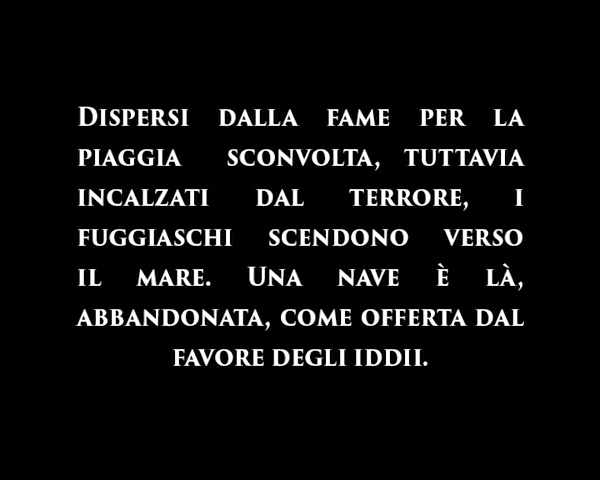 Dispersi dalla fame per la
piaggia sconvolta, tuttavia
incalzati dal terrore, i
fuggiaschi scendono verso
il mare. Una nave è là,
abbandonata, come offerta dal
favore degli iddii.